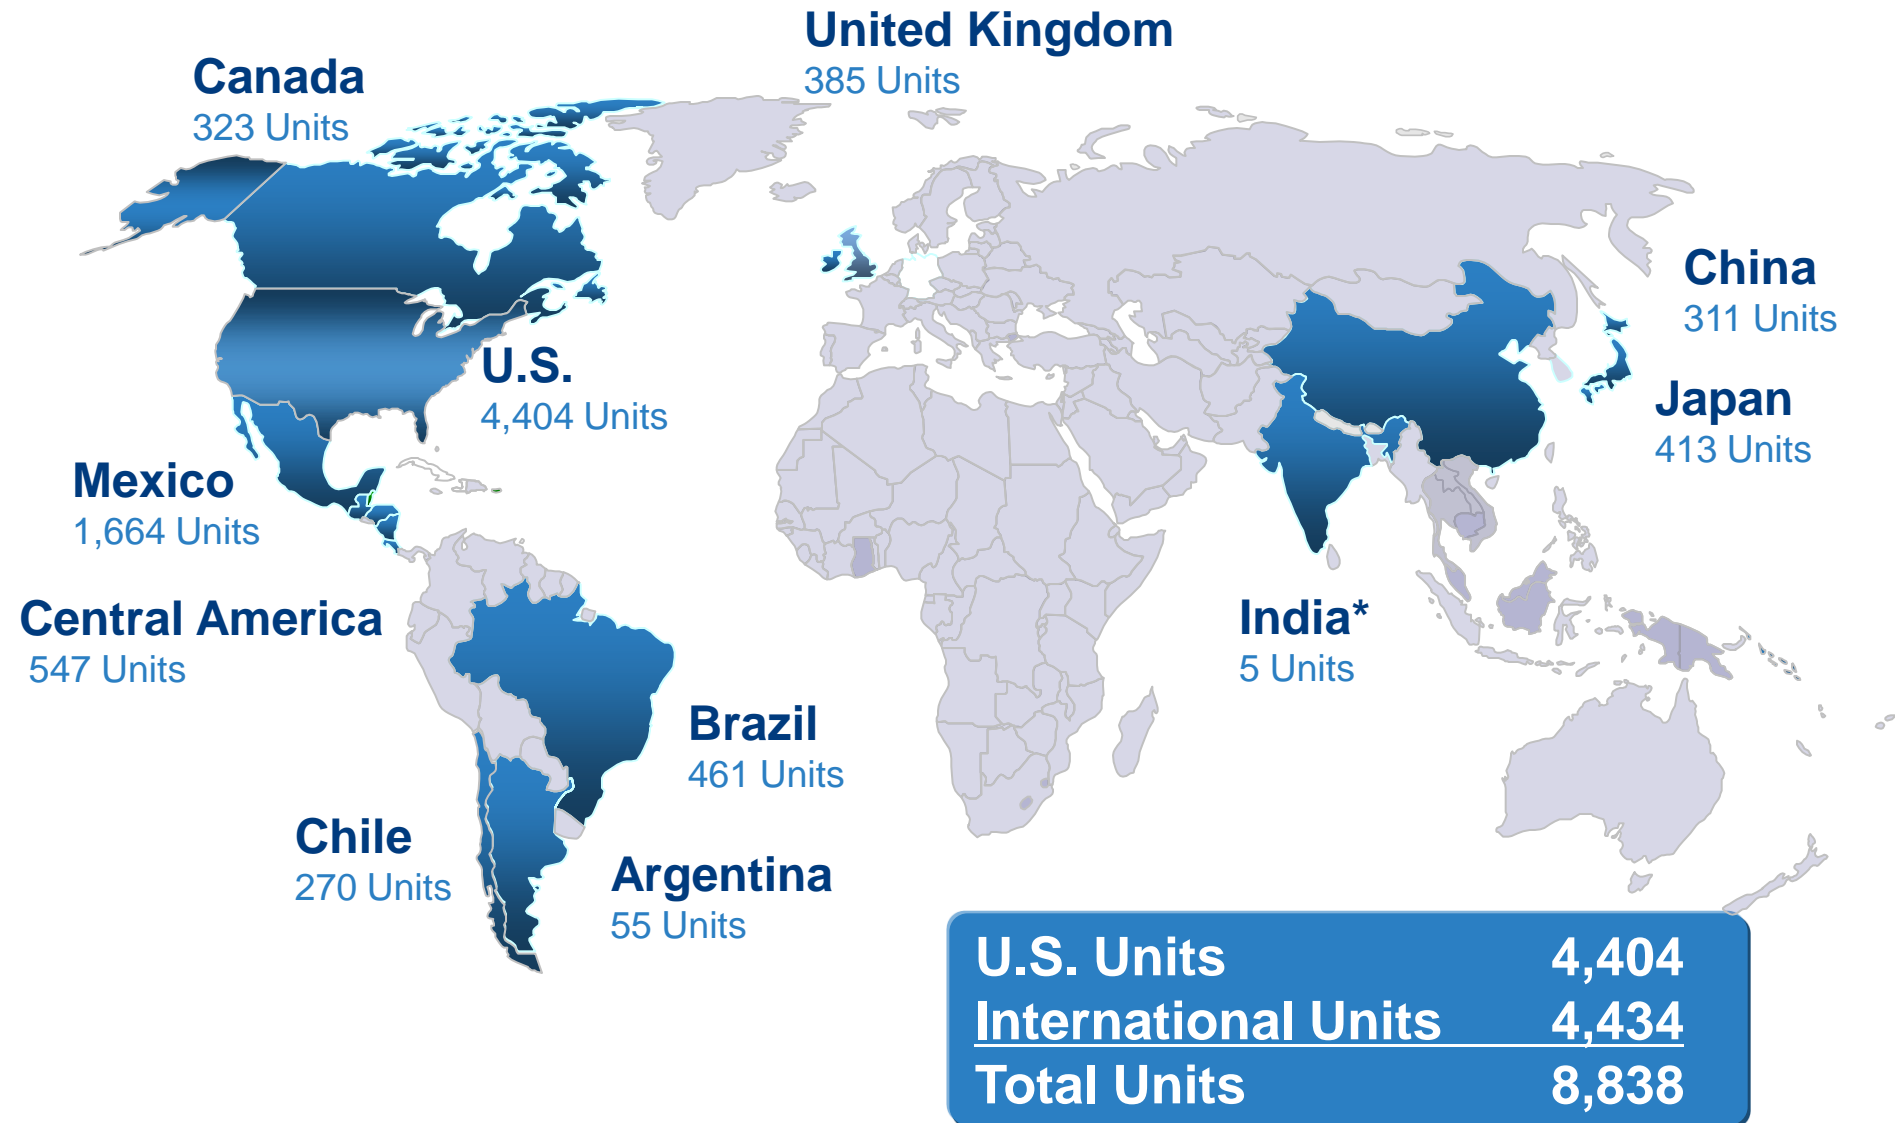 United Kingdom
385 Units
Canada
323 Units
China
311 Units
U.S.
4,404 Units
Japan
413 Units
Mexico
1,664 Units
Central America
547 Units
India*
5 Units
Brazil
461 Units
Chile
270 Units
Argentina
55 Units
U.S. Units 4,404
International Units 4,434
Total Units 8,838